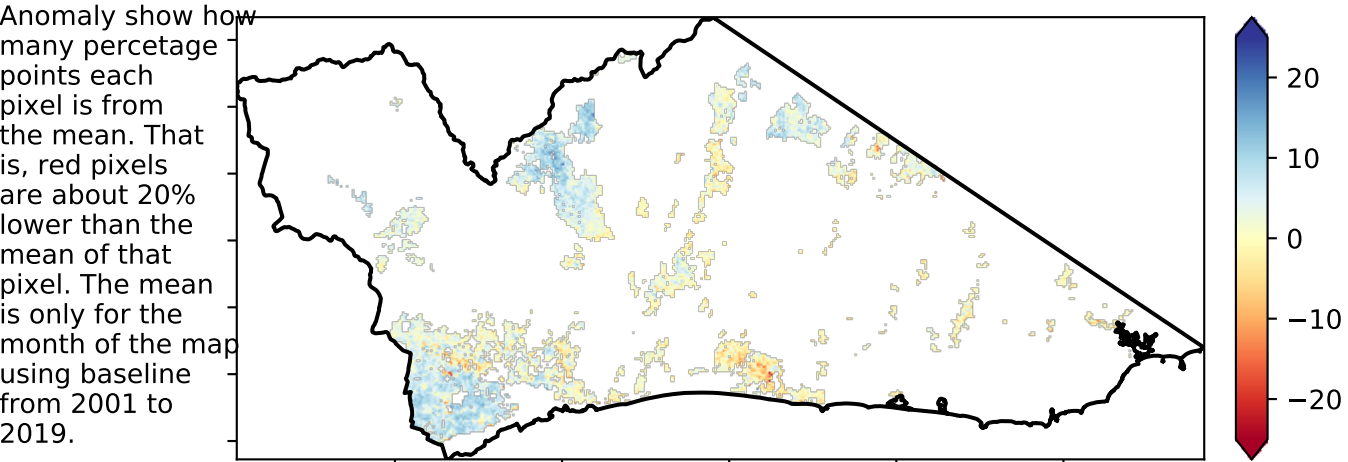 Anomaly show how
many percetage
points each
pixel is from
the mean. That
is, red pixels
are about 20%
lower than the
mean of that
pixel. The mean
is only for the
month of the map
using baseline
from 2001 to
2019.
20
10
0
−10
−20